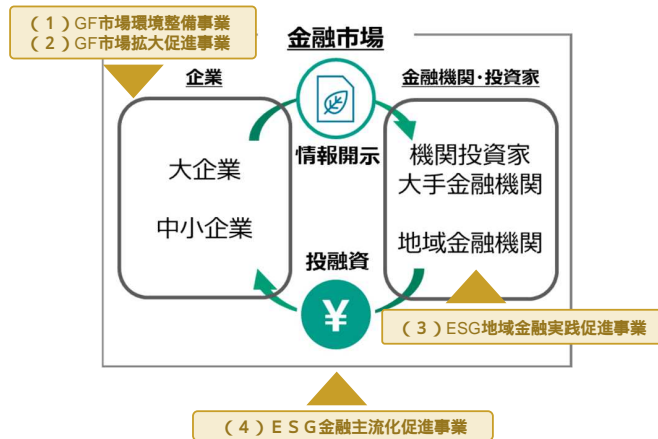 （１）GF市場環境整備事業
（２）GF市場拡大促進事業
金融市場
企業
金融機関・投資家
大企業
中小企業
情報開示
機関投資家
大手金融機関
地域金融機関
投融資
¥
（３）ESG地域金融実践促進事業
（４）ＥＳＧ金融主流化促進事業